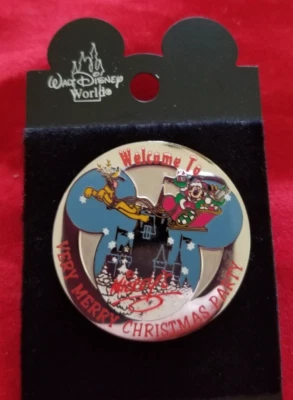 WALT DISNEY
World®
Welcome To
VERY MERRY CHRISTMAS PARTY